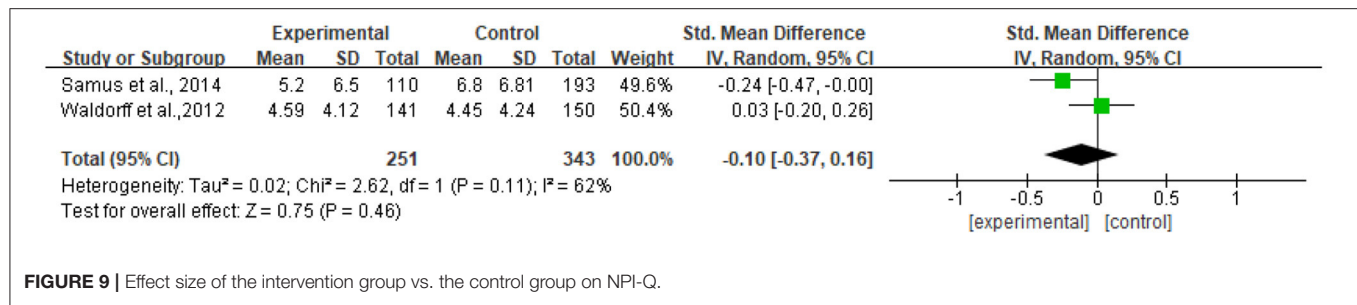 Experimental Control Std. Mean Difference Std. Mean Difference
Study or Subgroup Mean SD Total Mean SD Total Weight IV, Random, 95% CI IV, Random, 95% CI
Samus et al., 2014 5.2 6.5 110 6.8 6.81 193 49.6% -0.24 [-0.47, -0.00]
Waldorff et al.,2012 4.59 4.12 141 4.45 4.24 150 50.4% 0.03 [-0.20, 0.26]
Total (95% CI) 251 343 100.0% -0.10 [-0.37, 0.16]
Heterogeneity: Tau² = 0.02; Chi² = 2.62, df = 1 (P = 0.11); I² = 62%
Test for overall effect: Z = 0.75 (P = 0.46)
-1 -0.5 0 0.5 1
[experimental] [control]
FIGURE 9 | Effect size of the intervention group vs. the control group on NPI-Q.